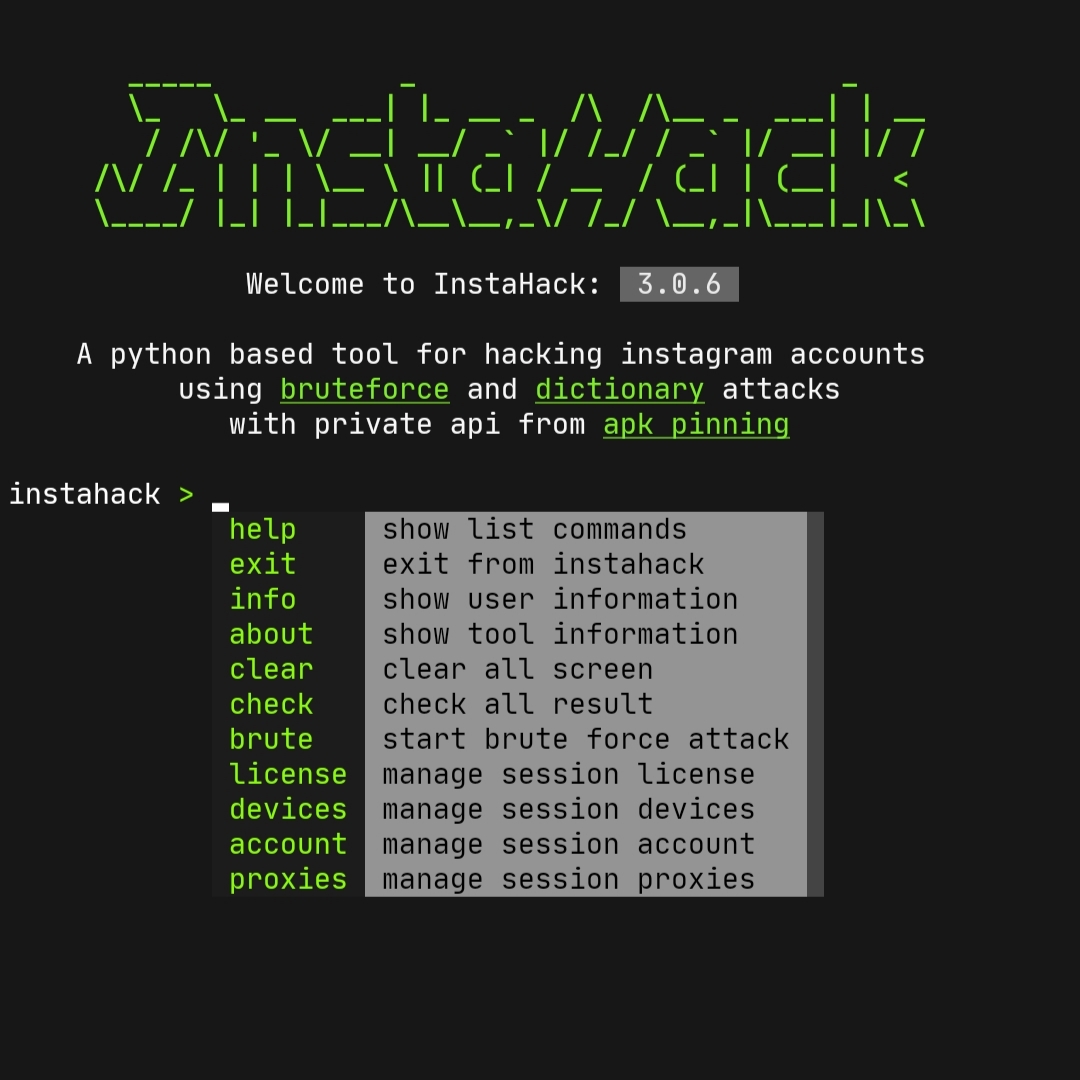 InstaHack
Welcome to InstaHack: 3.0.6
A python based tool for hacking instagram accounts
using bruteforce and dictionary attacks
with private api from apk pinning
instahack > _
help show list commands
exit exit from instahack
info show user information
about show tool information
clear clear all screen
check check all result
brute start brute force attack
license manage session license
devices manage session devices
account manage session account
proxies manage session proxies